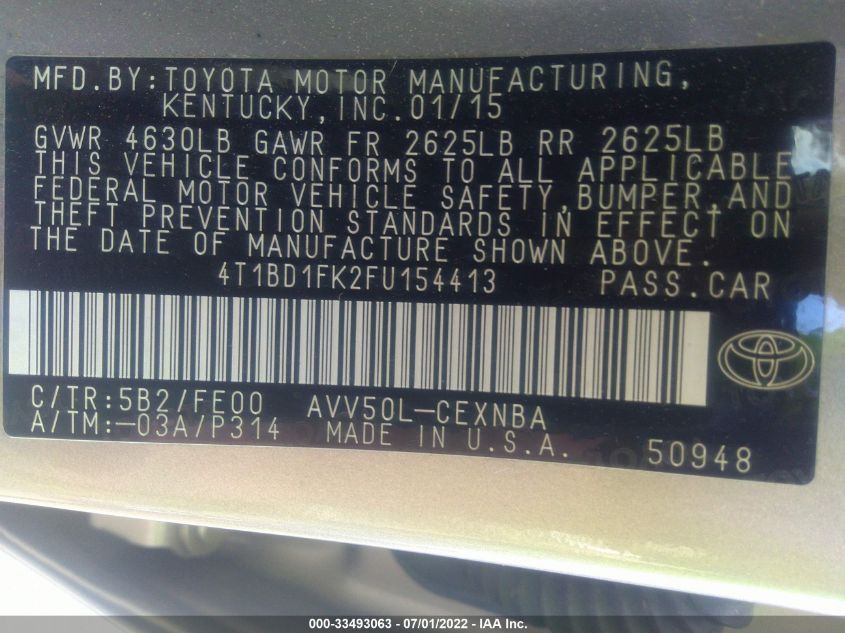 MFD.BY:TOYOTA MOTOR MANUFACTURING,
KENTUCKY,INC.01/15
GVWR 4630LB GAWR FR 2625LB RR 2625LB
THIS VEHICLE CONFORMS TO ALL APPLICABLE
FEDERAL MOTOR VEHICLE SAFETY,BUMPER,AND
THEFT PREVENTION STANDARDS IN EFFECT ON
THE DATE OF MANUFACTURE SHOWN ABOVE.
4T1BD1FK2FU154413 PASS.CAR
C/TR:5B2/FE00 AVV50L-CEXNBA
A/TM:-03A/P314 MADE IN U.S.A. 50948
000-33493063 - 07/01/2022 - IAA Inc.